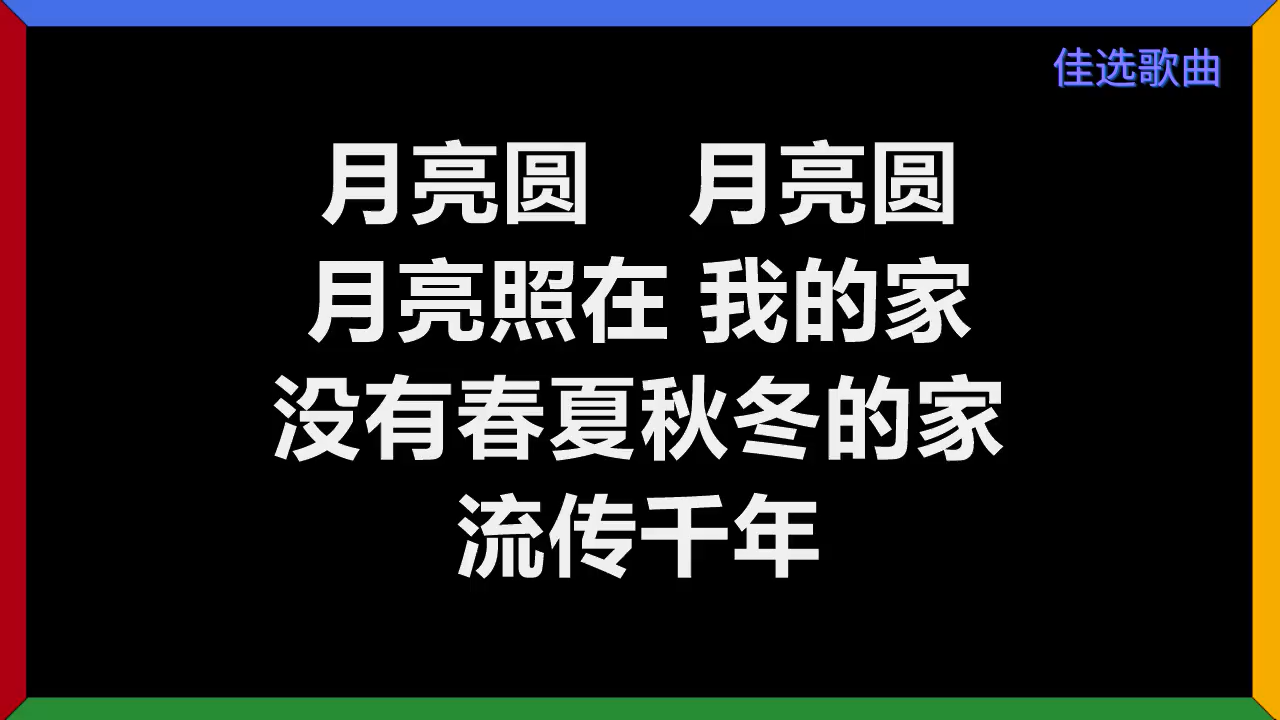 佳选歌曲
月亮圆 月亮圆
月亮照在 我的家
没有春夏秋冬的家
流传千年